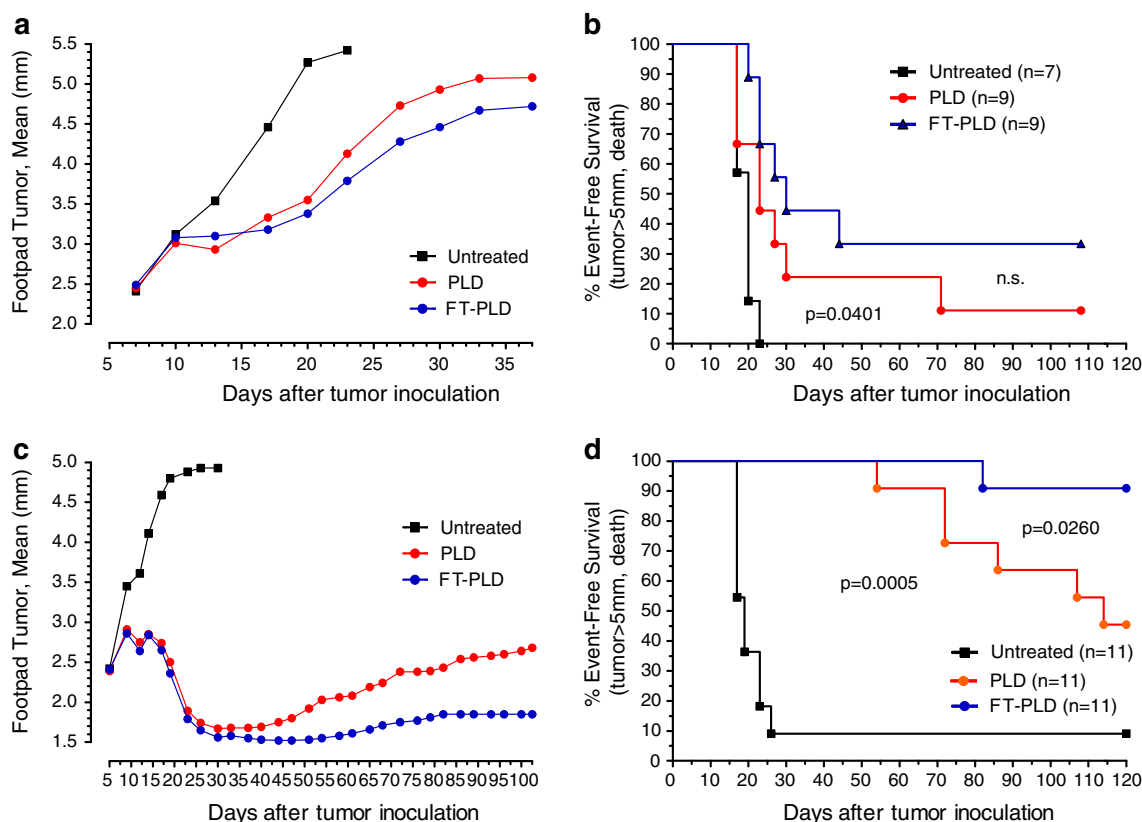 a
Footpad Tumor, Mean (mm)
5.5
5.0
4.5
4.0
3.5
3.0
2.5
2.0
Untreated
PLD
FT-PLD
5 10 15 20 25 30 35
Days after tumor inoculation
b
% Event-Free Survival
(tumor>5mm, death)
100
90
80
70
60
50
40
30
20
10
0
Untreated (n=7)
PLD (n=9)
FT-PLD (n=9)
n.s.
p=0.0401
0 10 20 30 40 50 60 70 80 90 100 110 120
Days after tumor inoculation
c
Footpad Tumor, Mean (mm)
5.0
4.5
4.0
3.5
3.0
2.5
2.0
1.5
Untreated
PLD
FT-PLD
5 10 15 20 25 30 35 40 45 50 55 60 65 70 75 80 85 90 95 100
Days after tumor inoculation
d
% Event-Free Survival
(tumor>5mm, death)
100
90
80
70
60
50
40
30
20
10
0
p=0.0260
p=0.0005
Untreated (n=11)
PLD (n=11)
FT-PLD (n=11)
0 20 40 60 80 100 120
Days after tumor inoculation